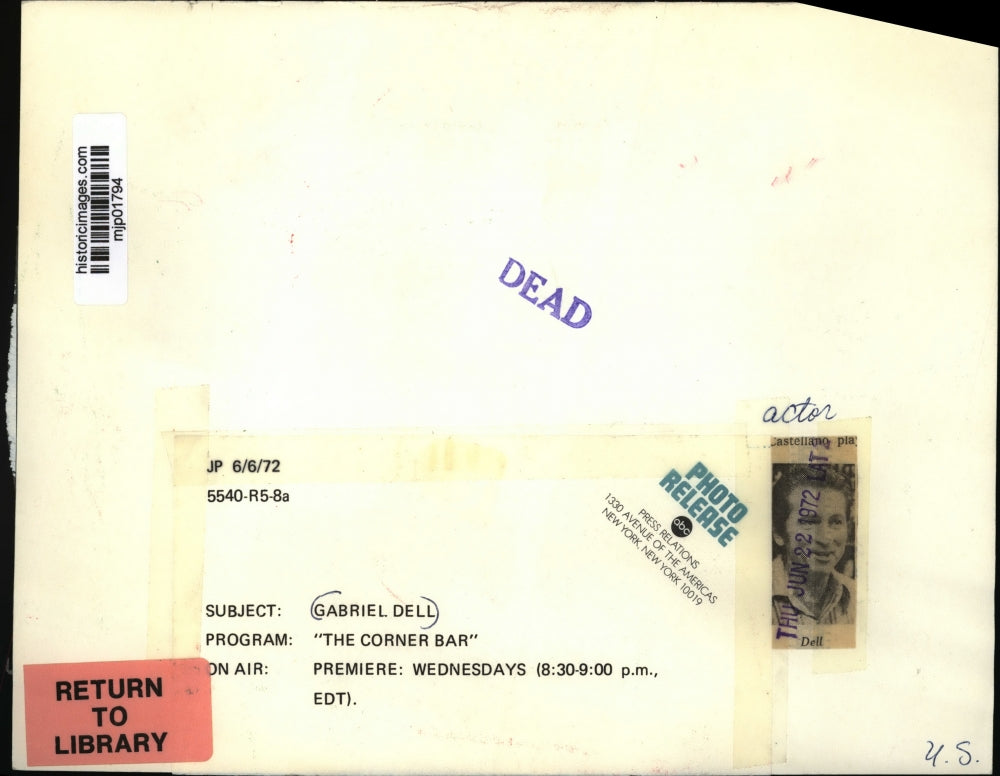 historicimages.com
mjp01794
DEAD
actor
Castellano pla
THU JUN 22 1972 LAT
Dell
JP 6/6/72
5540-R5-8a
PHOTO
RELEASE
abc
PRESS RELATIONS
1330 AVENUE OF THE AMERICAS
NEW YORK, NEW YORK 10019
SUBJECT: GABRIEL DELL
PROGRAM: "THE CORNER BAR"
ON AIR: PREMIERE: WEDNESDAYS (8:30-9:00 p.m.,
EDT).
RETURN
TO
LIBRARY
U.S.